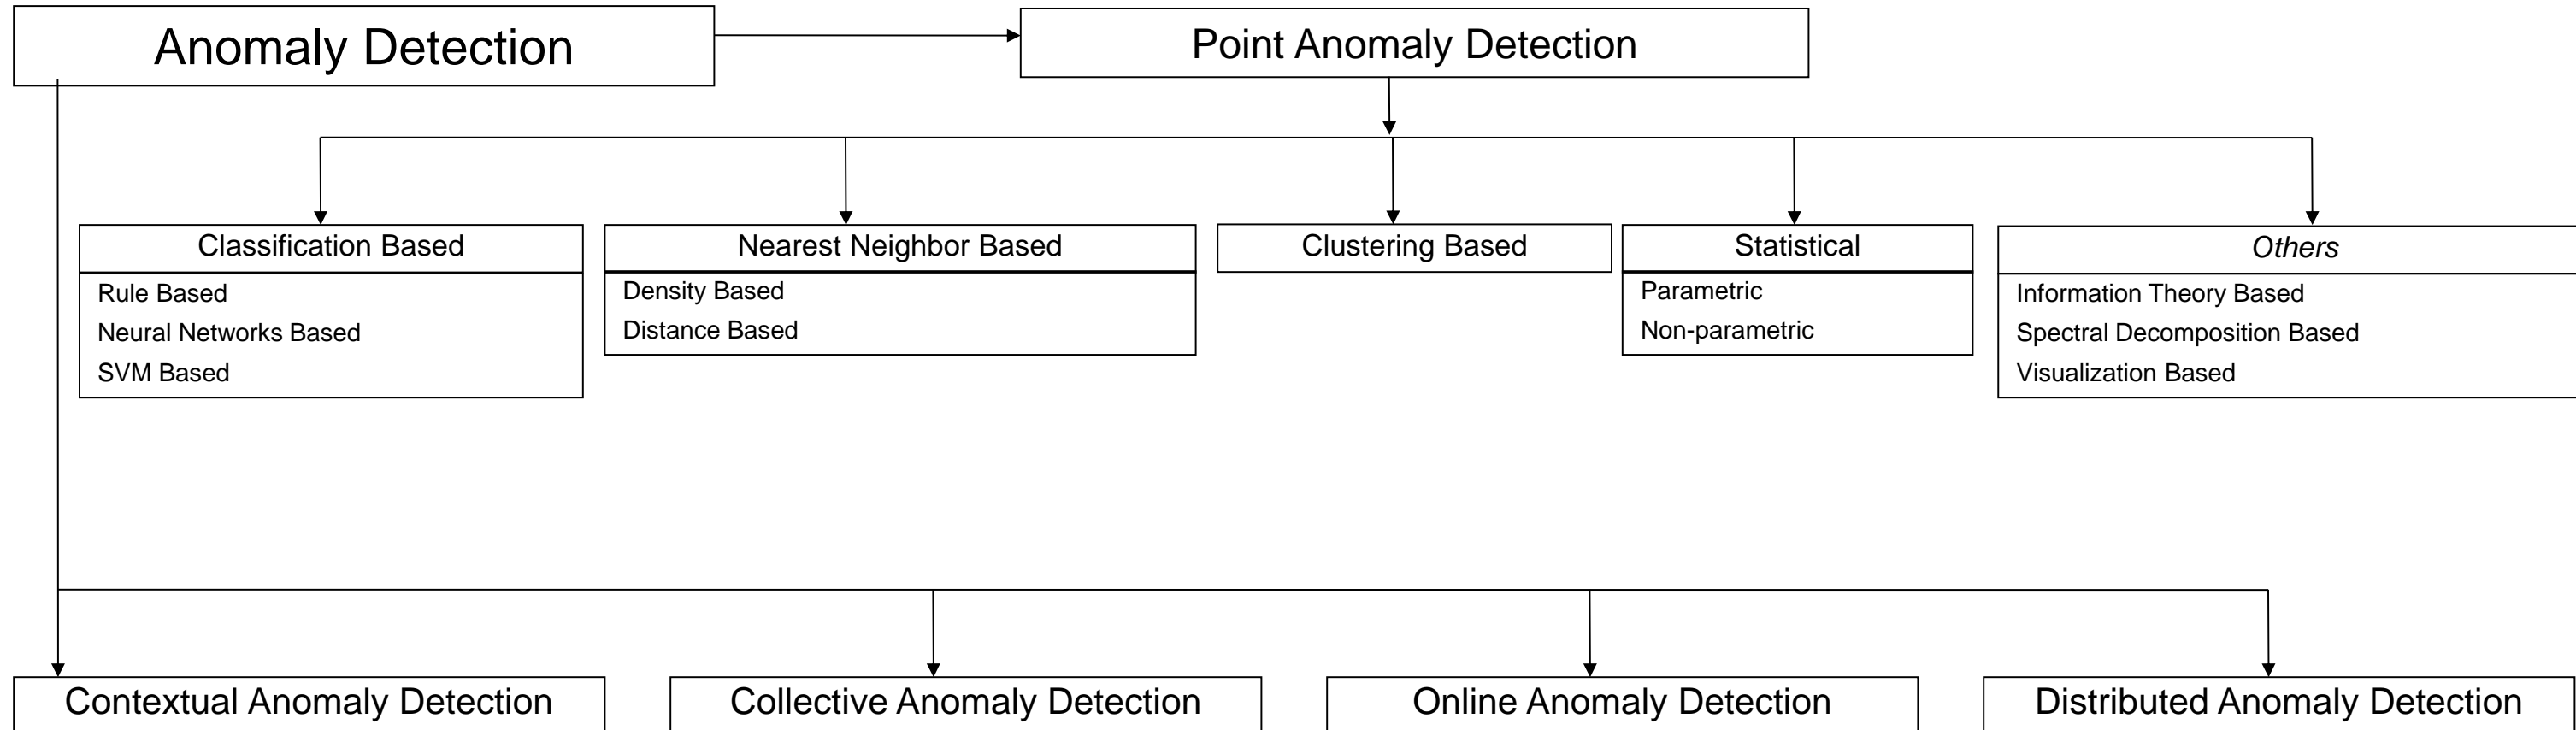 Anomaly Detection
Point Anomaly Detection
Classification Based
Rule Based
Neural Networks Based
SVM Based
Nearest Neighbor Based
Density Based
Distance Based
Clustering Based
Statistical
Parametric
Non-parametric
Others
Information Theory Based
Spectral Decomposition Based
Visualization Based
Contextual Anomaly Detection
Collective Anomaly Detection
Online Anomaly Detection
Distributed Anomaly Detection